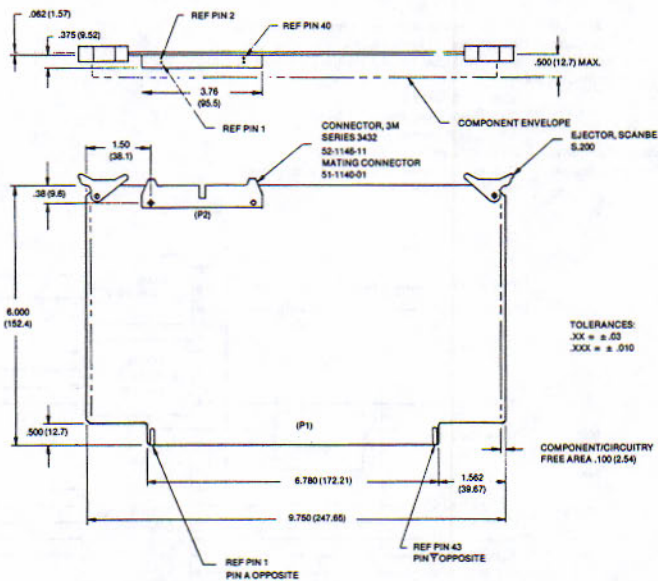 .062 (1.57)
.375 (9.52)
REF PIN 2
REF PIN 40
.500 (12.7) MAX.
3.76
(95.5)
REF PIN 1
COMPONENT ENVELOPE
1.50
(38.1)
CONNECTOR, 3M
SERIES 3432
52-1146-11
MATING CONNECTOR
51-1140-01
EJECTOR, SCANBE
S.200
.38 (9.6)
(P2)
6.000
(152.4)
TOLERANCES:
.XX = ± .03
.XXX = ± .010
.500 (12.7)
(P1)
COMPONENT/CIRCUITRY
FREE AREA .100 (2.54)
6.780 (172.21)
1.562
(39.67)
9.750 (247.65)
REF PIN 1
PIN A OPPOSITE
REF PIN 43
PIN Y̅ OPPOSITE